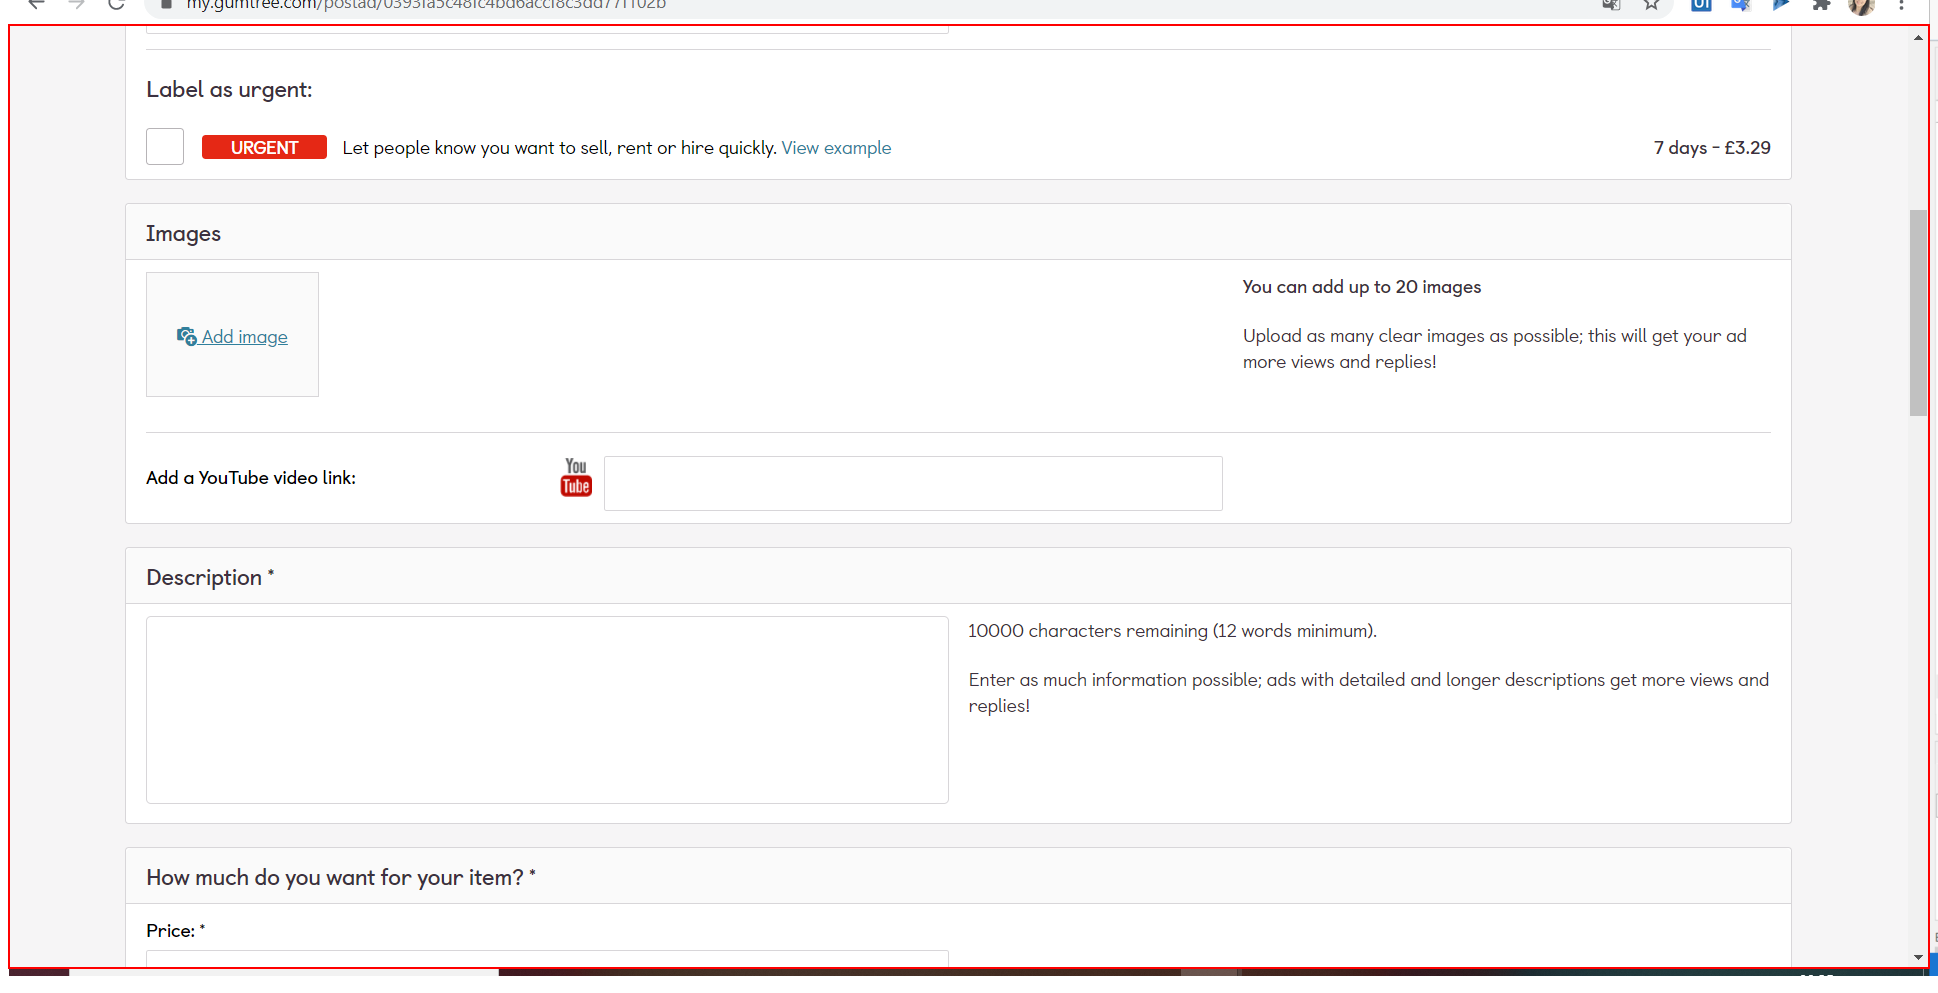 my.gumtree.com/postad/
Label as urgent:
URGENT Let people know you want to sell, rent or hire quickly. View example 7 days - £3.29
Images
You can add up to 20 images
Add image
Upload as many clear images as possible; this will get your ad
more views and replies!
Add a YouTube video link:
You
Tube
Description *
10000 characters remaining (12 words minimum).
Enter as much information possible; ads with detailed and longer descriptions get more views and
replies!
How much do you want for your item? *
Price: *